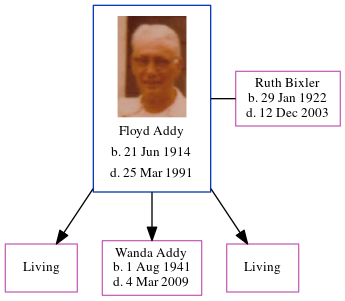 Floyd Addy
b. 21 Jun 1914
d. 25 Mar 1991
Ruth Bixler
b. 29 Jan 1922
d. 12 Dec 2003
Living
Wanda Addy
b. 1 Aug 1941
d. 4 Mar 2009
Living